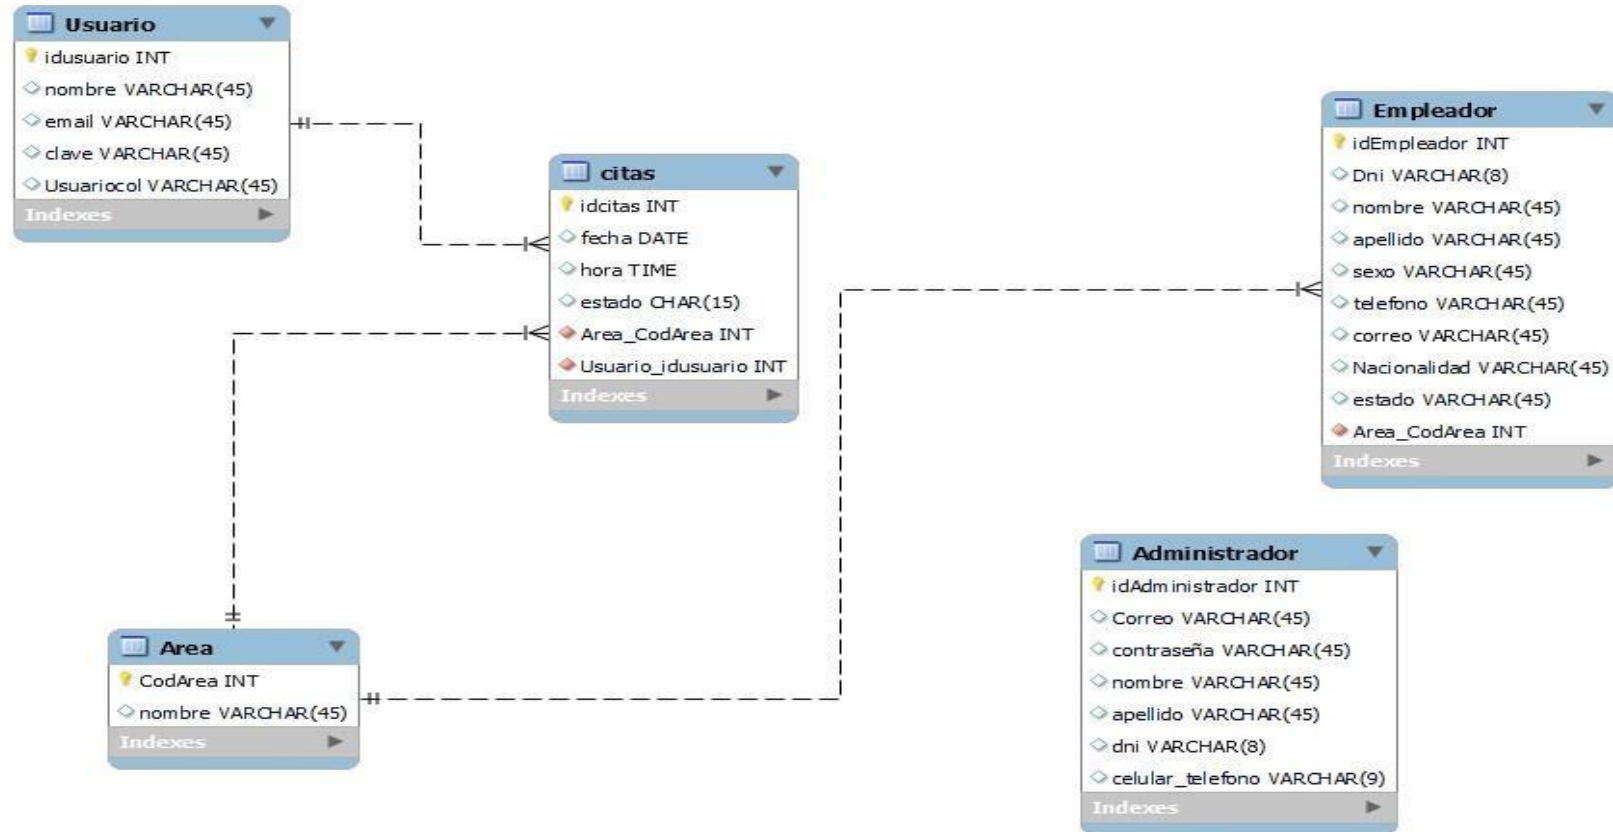 Usuario
idusuario INT
nombre VARCHAR(45)
email VARCHAR(45)
clave VARCHAR(45)
Usuariocol VARCHAR(45)
Indexes
citas
idcitas INT
fecha DATE
hora TIME
estado CHAR(15)
Area_CodArea INT
Usuario_idusuario INT
Indexes
Empleador
idEmpleador INT
Dni VARCHAR(8)
nombre VARCHAR(45)
apellido VARCHAR(45)
sexo VARCHAR(45)
telefono VARCHAR(45)
correo VARCHAR(45)
Nacionalidad VARCHAR(45)
estado VARCHAR(45)
Area_CodArea INT
Indexes
Area
CodArea INT
nombre VARCHAR(45)
Indexes
Administrador
idAdministrador INT
Correo VARCHAR(45)
contraseña VARCHAR(45)
nombre VARCHAR(45)
apellido VARCHAR(45)
dni VARCHAR(8)
celular_telefono VARCHAR(9)
Indexes